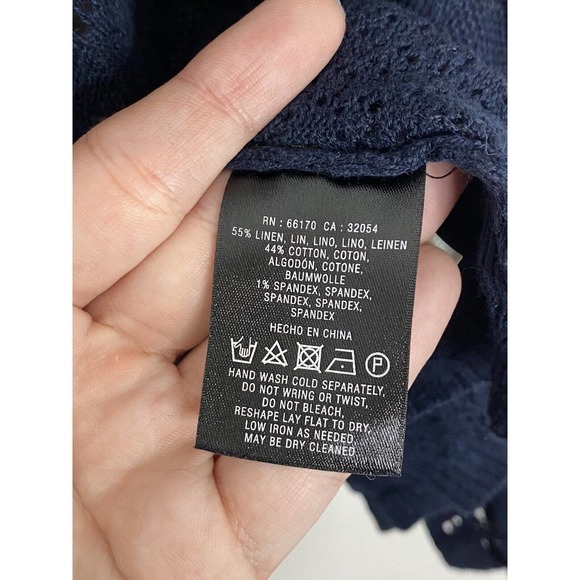 RN : 66170 CA : 32054
55% LINEN, LIN, LINO, LINO, LEINEN
44% COTTON, COTON,
ALGODÓN, COTONE,
BAUMWOLLE
1% SPANDEX, SPANDEX,
SPANDEX, SPANDEX,
SPANDEX
HECHO EN CHINA
P
HAND WASH COLD SEPARATELY,
DO NOT WRING OR TWIST,
DO NOT BLEACH,
RESHAPE LAY FLAT TO DRY,
LOW IRON AS NEEDED,
MAY BE DRY CLEANED